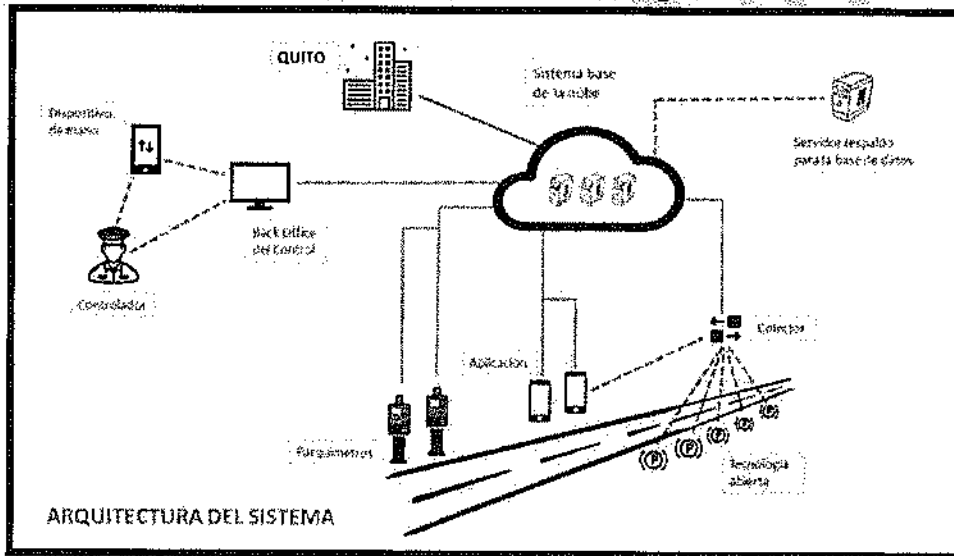 QUITO
Sistema base
de la nube
Dispositivo
de mano
Servidor respaldo
para la base de datos
Back Office
del Control
Controlador
Colector
Aplicación
Parquímetros
Tecnología
abierta
ARQUITECTURA DEL SISTEMA